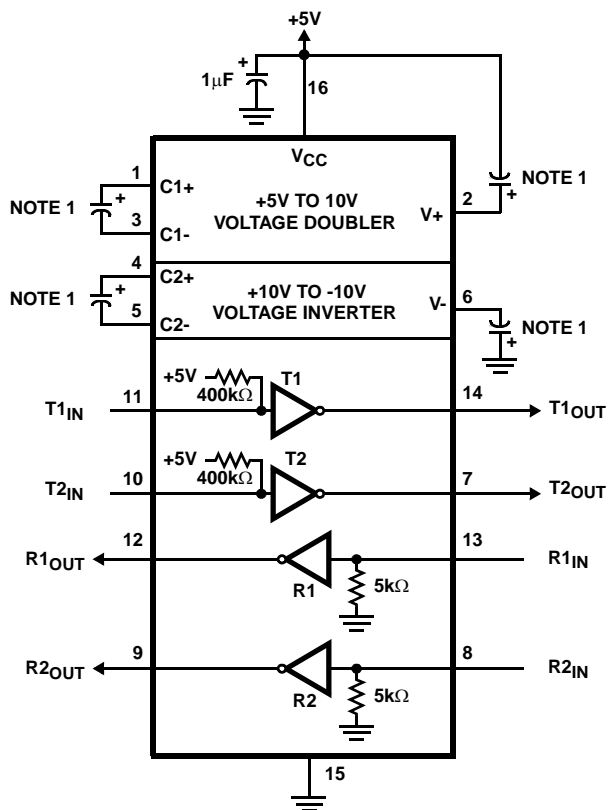 +5V
+
1μF
16
VCC
1
C1+
NOTE 1
+
3
C1-
+5V TO 10V
VOLTAGE DOUBLER
V+
2
NOTE 1
+
4
C2+
NOTE 1
+
5
C2-
+10V TO -10V
VOLTAGE INVERTER
V-
6
NOTE 1
+
+5V
400kΩ
T1
T1IN
11
14
T1OUT
+5V
400kΩ
T2
T2IN
10
7
T2OUT
R1OUT
12
R1
5kΩ
13
R1IN
R2OUT
9
R2
5kΩ
8
R2IN
15